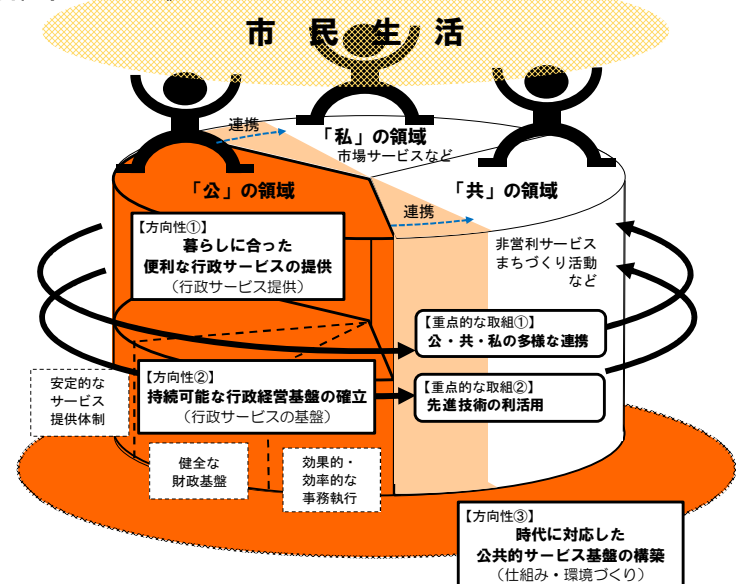 市民生活
連携
「私」の領域
市場サービスなど
「公」の領域
「共」の領域
連携
【方向性①】
暮らしに合った
便利な行政サービスの提供
（行政サービス提供）
非営利サービス
まちづくり活動
など
【重点的な取組①】
公・共・私の多様な連携
【方向性②】
持続可能な行政経営基盤の確立
（行政サービスの基盤）
【重点的な取組②】
先進技術の利活用
安定的な
サービス
提供体制
健全な
財政基盤
効果的・
効率的な
事務執行
【方向性③】
時代に対応した
公共的サービス基盤の構築
（仕組み・環境づくり）